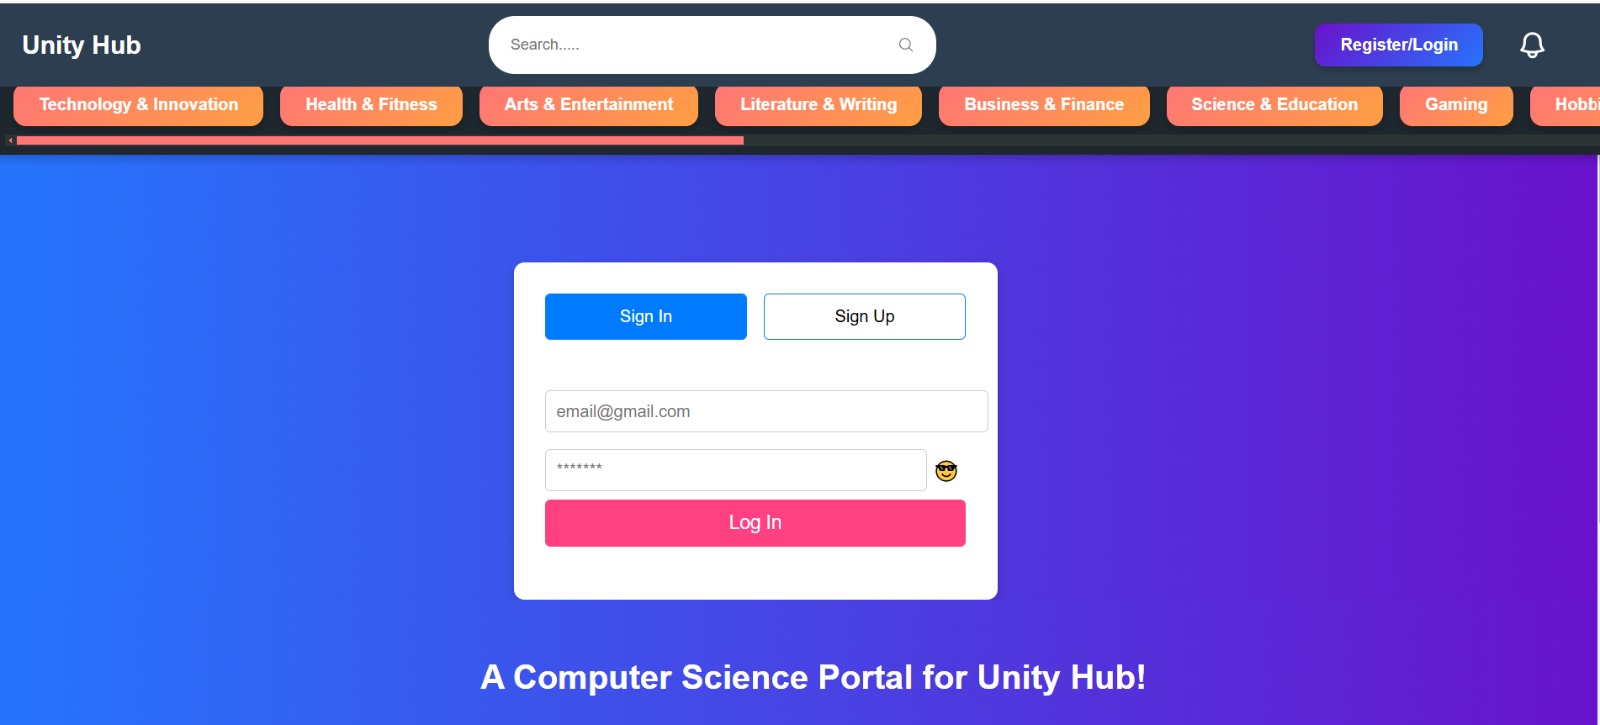 Unity Hub
Search.....
Register/Login
Technology & Innovation
Health & Fitness
Arts & Entertainment
Literature & Writing
Business & Finance
Science & Education
Gaming
Hobbi
Sign In
Sign Up
email@gmail.com
*******
Log In
A Computer Science Portal for Unity Hub!